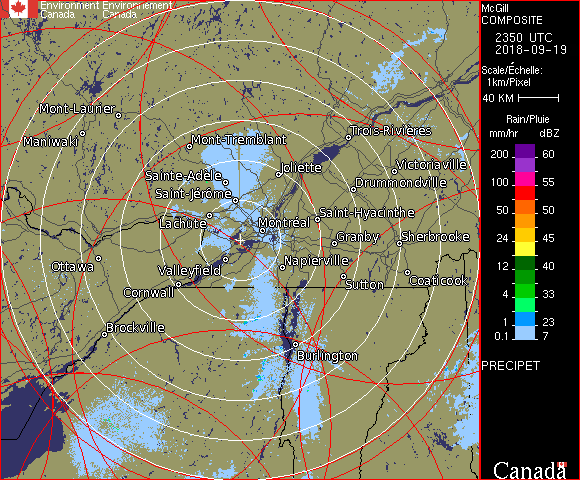 Environment Environnement
Canada Canada
McGill
COMPOSITE
2350 UTC
2018-09-19
Scale/Échelle:
1km/Pixel
40 KM
Rain/Pluie
mm/hr dBZ
200 60
100 55
50 50
24 45
12 40
4 33
1 23
0.1 7
PRECIPET
Canada
Mont-Laurier
Maniwaki
Mont-Tremblant
Trois-Rivières
Sainte-Adèle
Joliette
Victoriaville
Saint-Jérôme
Drummondville
Lachute
Montréal
Saint-Hyacinthe
Granby
Sherbrooke
Ottawa
Valleyfield
Napierville
Cornwall
Sutton
Coaticook
Brockville
Burlington